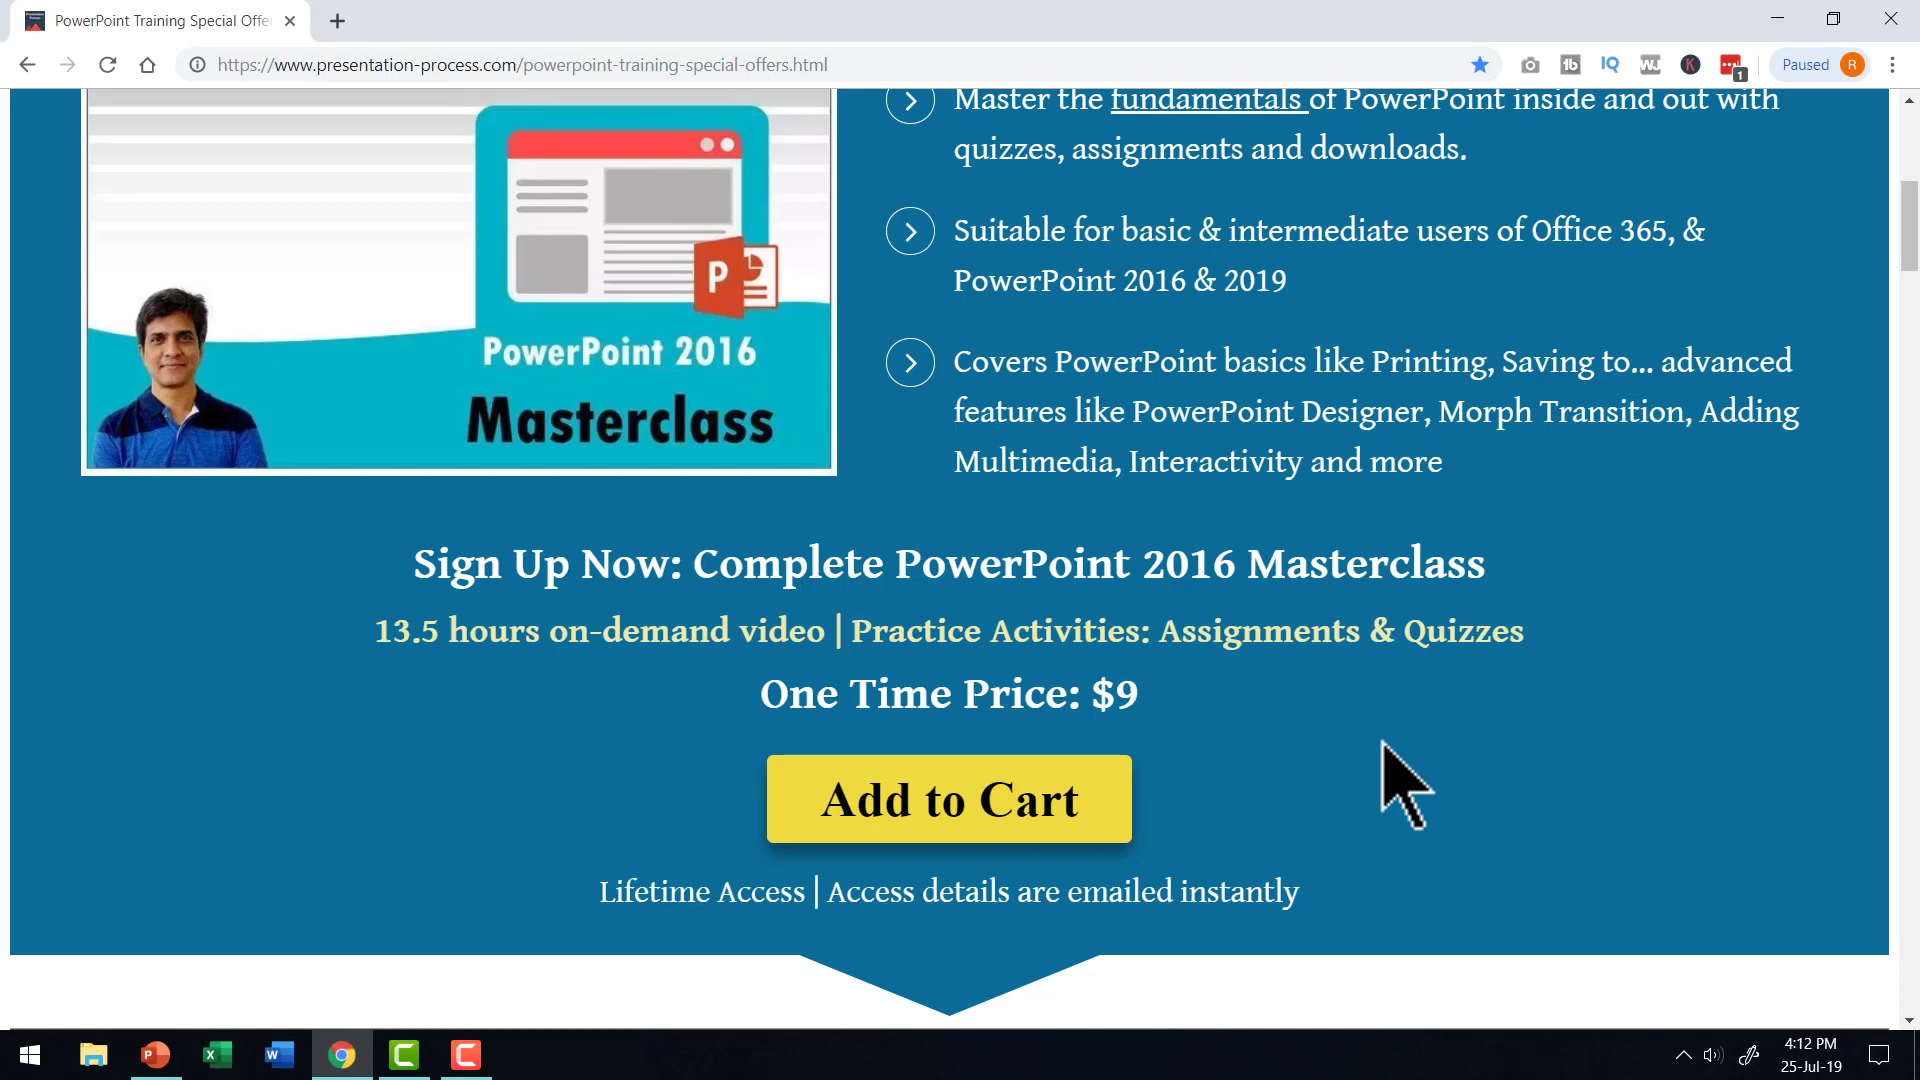 PowerPoint Training Special Offe
https://www.presentation-process.com/powerpoint-training-special-offers.html
Paused
R
1
Master the fundamentals of PowerPoint inside and out with
quizzes, assignments and downloads.
Suitable for basic & intermediate users of Office 365, &
PowerPoint 2016 & 2019
Covers PowerPoint basics like Printing, Saving to... advanced
features like PowerPoint Designer, Morph Transition, Adding
Multimedia, Interactivity and more
P
PowerPoint 2016
Masterclass
Sign Up Now: Complete PowerPoint 2016 Masterclass
13.5 hours on-demand video | Practice Activities: Assignments & Quizzes
One Time Price: $9
Add to Cart
Lifetime Access | Access details are emailed instantly
4:12 PM
25-Jul-19